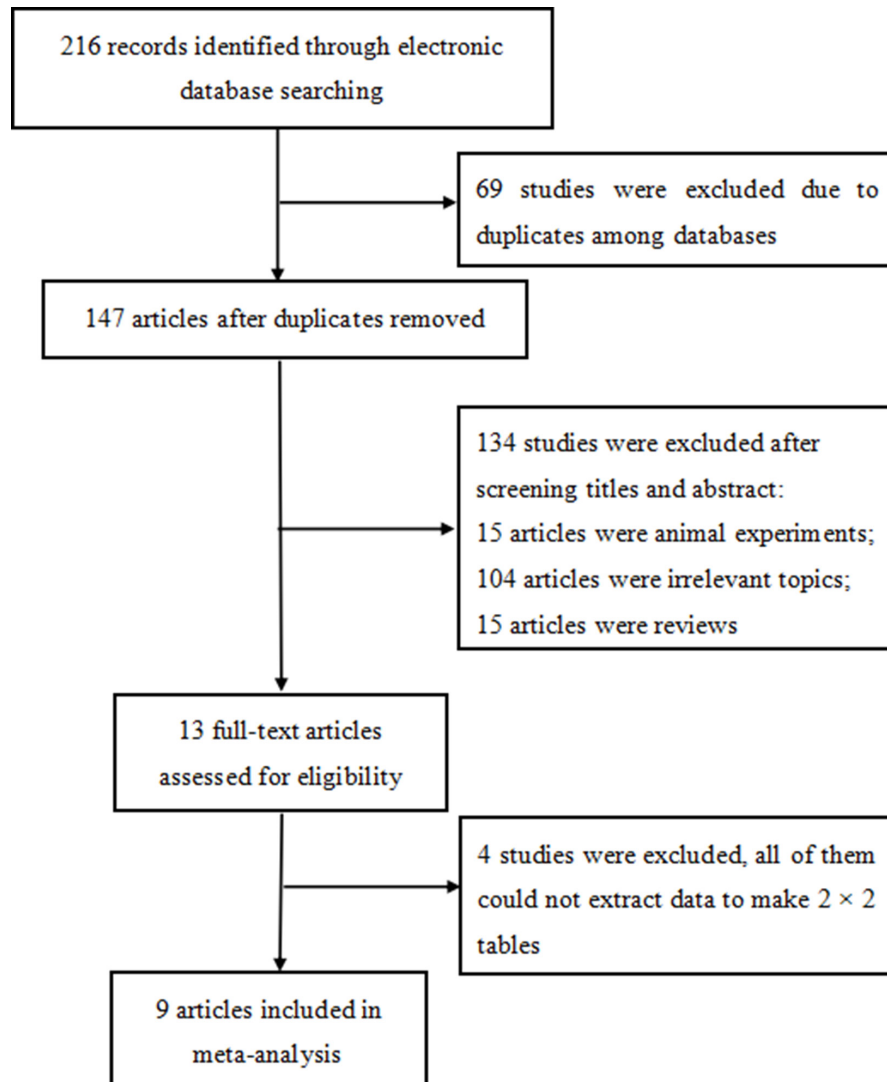 216 records identified through electronic
database searching
69 studies were excluded due to
duplicates among databases
147 articles after duplicates removed
134 studies were excluded after
screening titles and abstract:
15 articles were animal experiments;
104 articles were irrelevant topics;
15 articles were reviews
13 full-text articles
assessed for eligibility
4 studies were excluded, all of them
could not extract data to make 2 × 2
tables
9 articles included in
meta-analysis